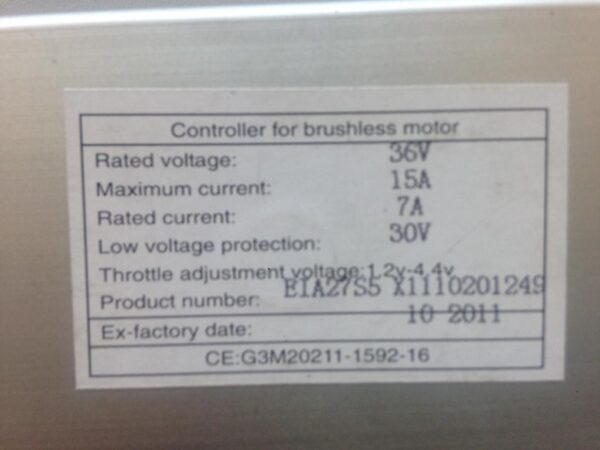 Controller for brushless motor
Rated voltage: 36V
Maximum current: 15A
Rated current: 7A
Low voltage protection: 30V
Throttle adjustment voltage:1.2v-4.4v
Product number: EIA27S5 X1110201249
Ex-factory date: 10 2011
CE:G3M20211-1592-16